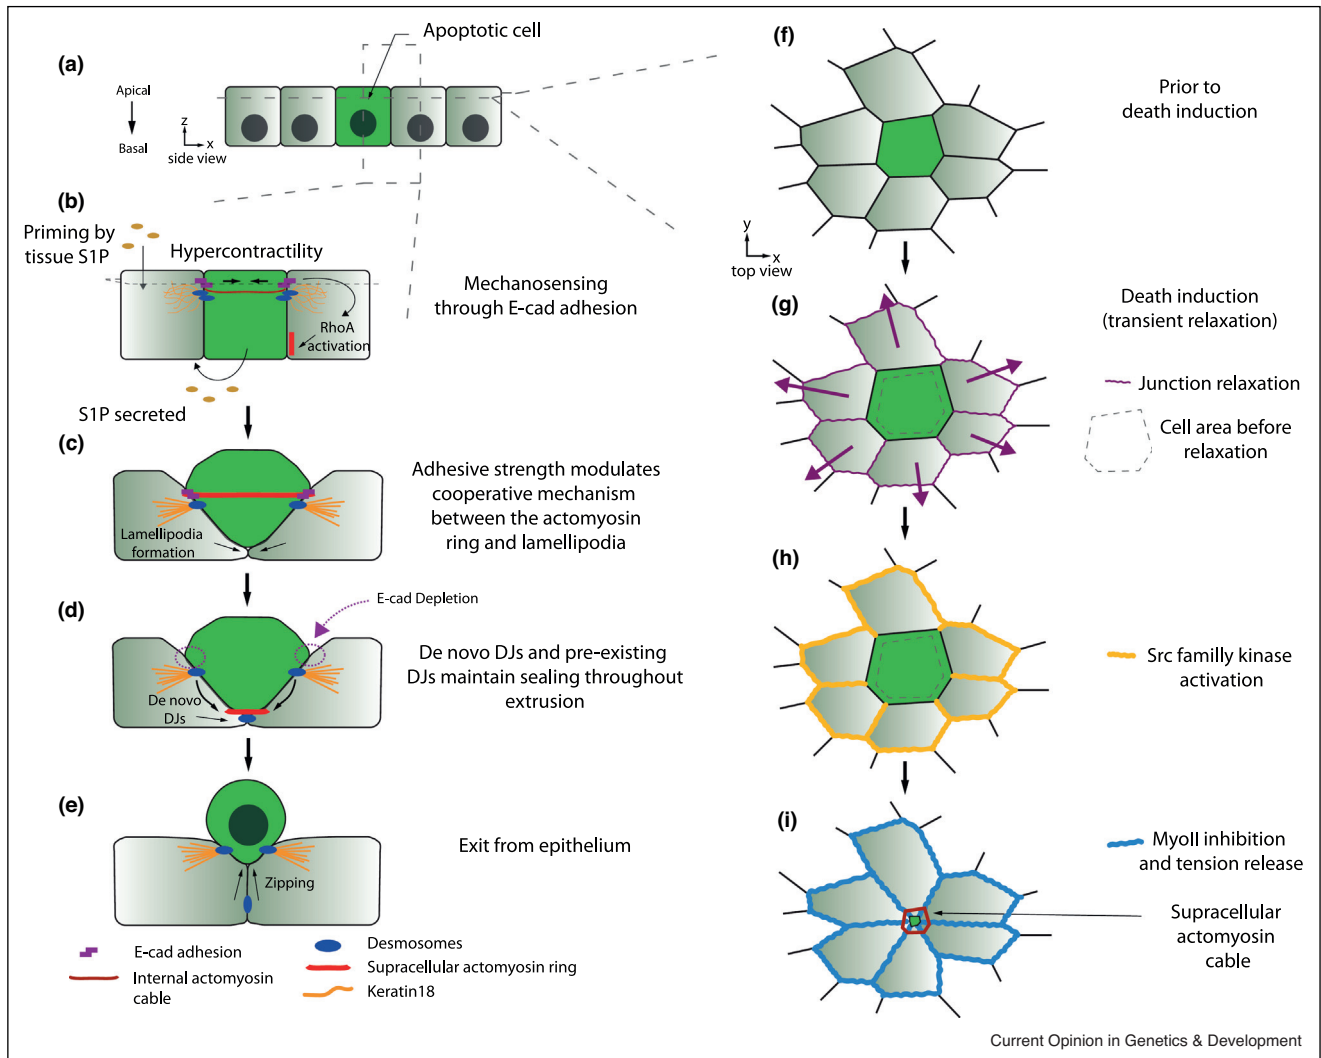 (a)
Apoptotic cell
Apical
Basal
z
x
side view
(b)
Priming by
tissue S1P
Hypercontractility
RhoA
activation
S1P secreted
Mechanosensing
through E-cad adhesion
(c)
Lamellipodia
formation
Adhesive strength modulates
cooperative mechanism
between the actomyosin
ring and lamellipodia
(d)
E-cad Depletion
De novo
DJs
De novo DJs and pre-existing
DJs maintain sealing throughout
extrusion
(e)
Zipping
Exit from epithelium
E-cad adhesion
Internal actomyosin
cable
Desmosomes
Supracellular actomyosin ring
Keratin18
(f)
Prior to
death induction
y
x
top view
(g)
Death induction
(transient relaxation)
Junction relaxation
Cell area before
relaxation
(h)
Src familly kinase
activation
(i)
MyoII inhibition
and tension release
Supracellular
actomyosin
cable
Current Opinion in Genetics & Development